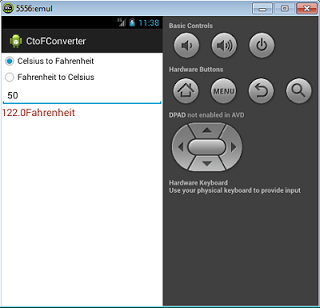 5556:emul
11:38
CtoFConverter
Celsius to Fahrenheit
Fahrenheit to Celsius
50
122.0Fahrenheit
Basic Controls
Hardware Buttons
MENU
DPAD not enabled in AVD
Hardware Keyboard
Use your physical keyboard to provide input